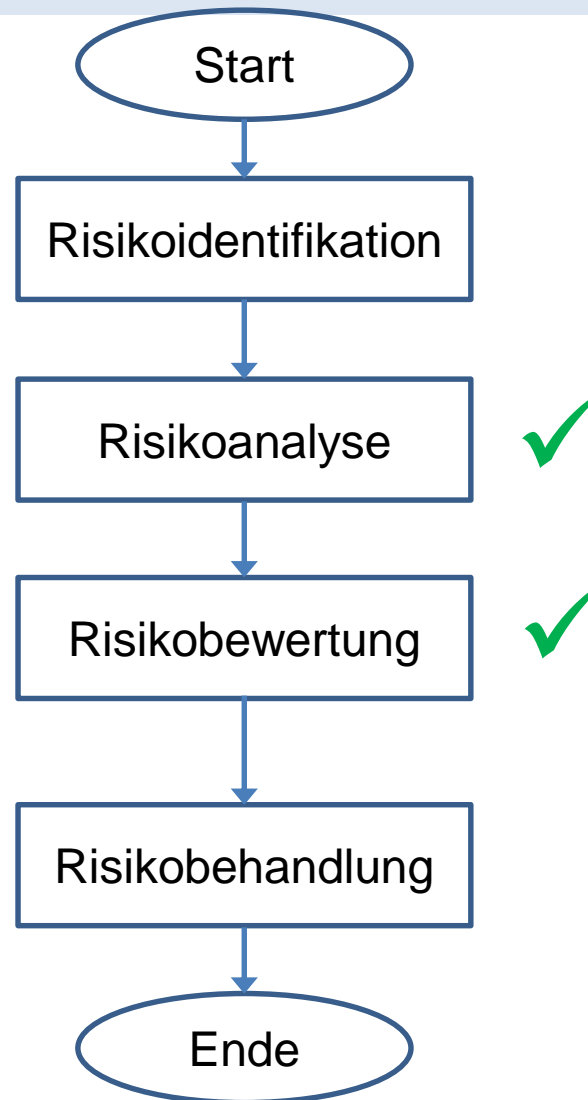 Start
Risikoidentifikation
Risikoanalyse
Risikobewertung
Risikobehandlung
Ende